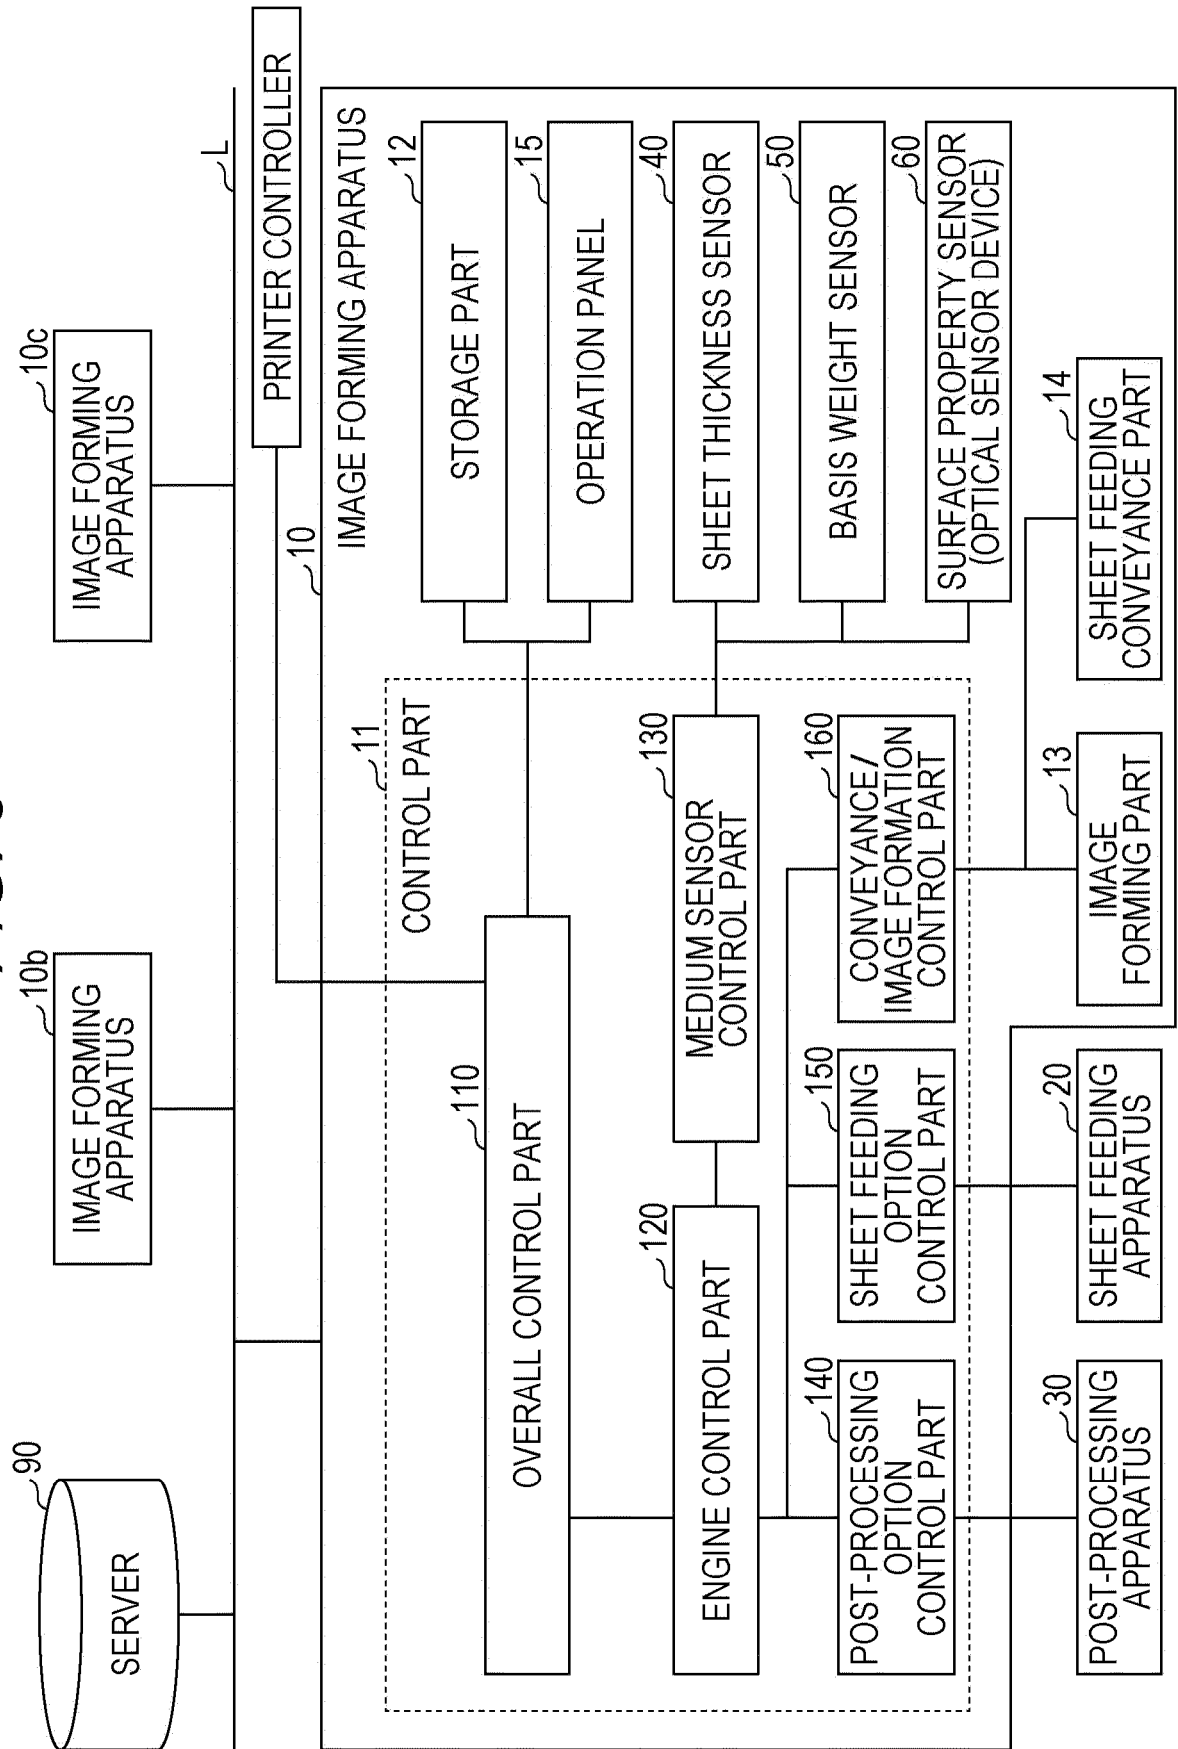 90
SERVER
10b
IMAGE FORMING
APPARATUS
10c
IMAGE FORMING
APPARATUS
L
PRINTER CONTROLLER
10
IMAGE FORMING APPARATUS
11
CONTROL PART
110
OVERALL CONTROL PART
12
STORAGE PART
15
OPERATION PANEL
120
ENGINE CONTROL PART
130
MEDIUM SENSOR
CONTROL PART
40
SHEET THICKNESS SENSOR
50
BASIS WEIGHT SENSOR
60
SURFACE PROPERTY SENSOR
(OPTICAL SENSOR DEVICE)
140
POST-PROCESSING
OPTION
CONTROL PART
150
SHEET FEEDING
OPTION
CONTROL PART
160
CONVEYANCE/
IMAGE FORMATION
CONTROL PART
30
POST-PROCESSING
APPARATUS
20
SHEET FEEDING
APPARATUS
13
IMAGE
FORMING PART
14
SHEET FEEDING
CONVEYANCE PART